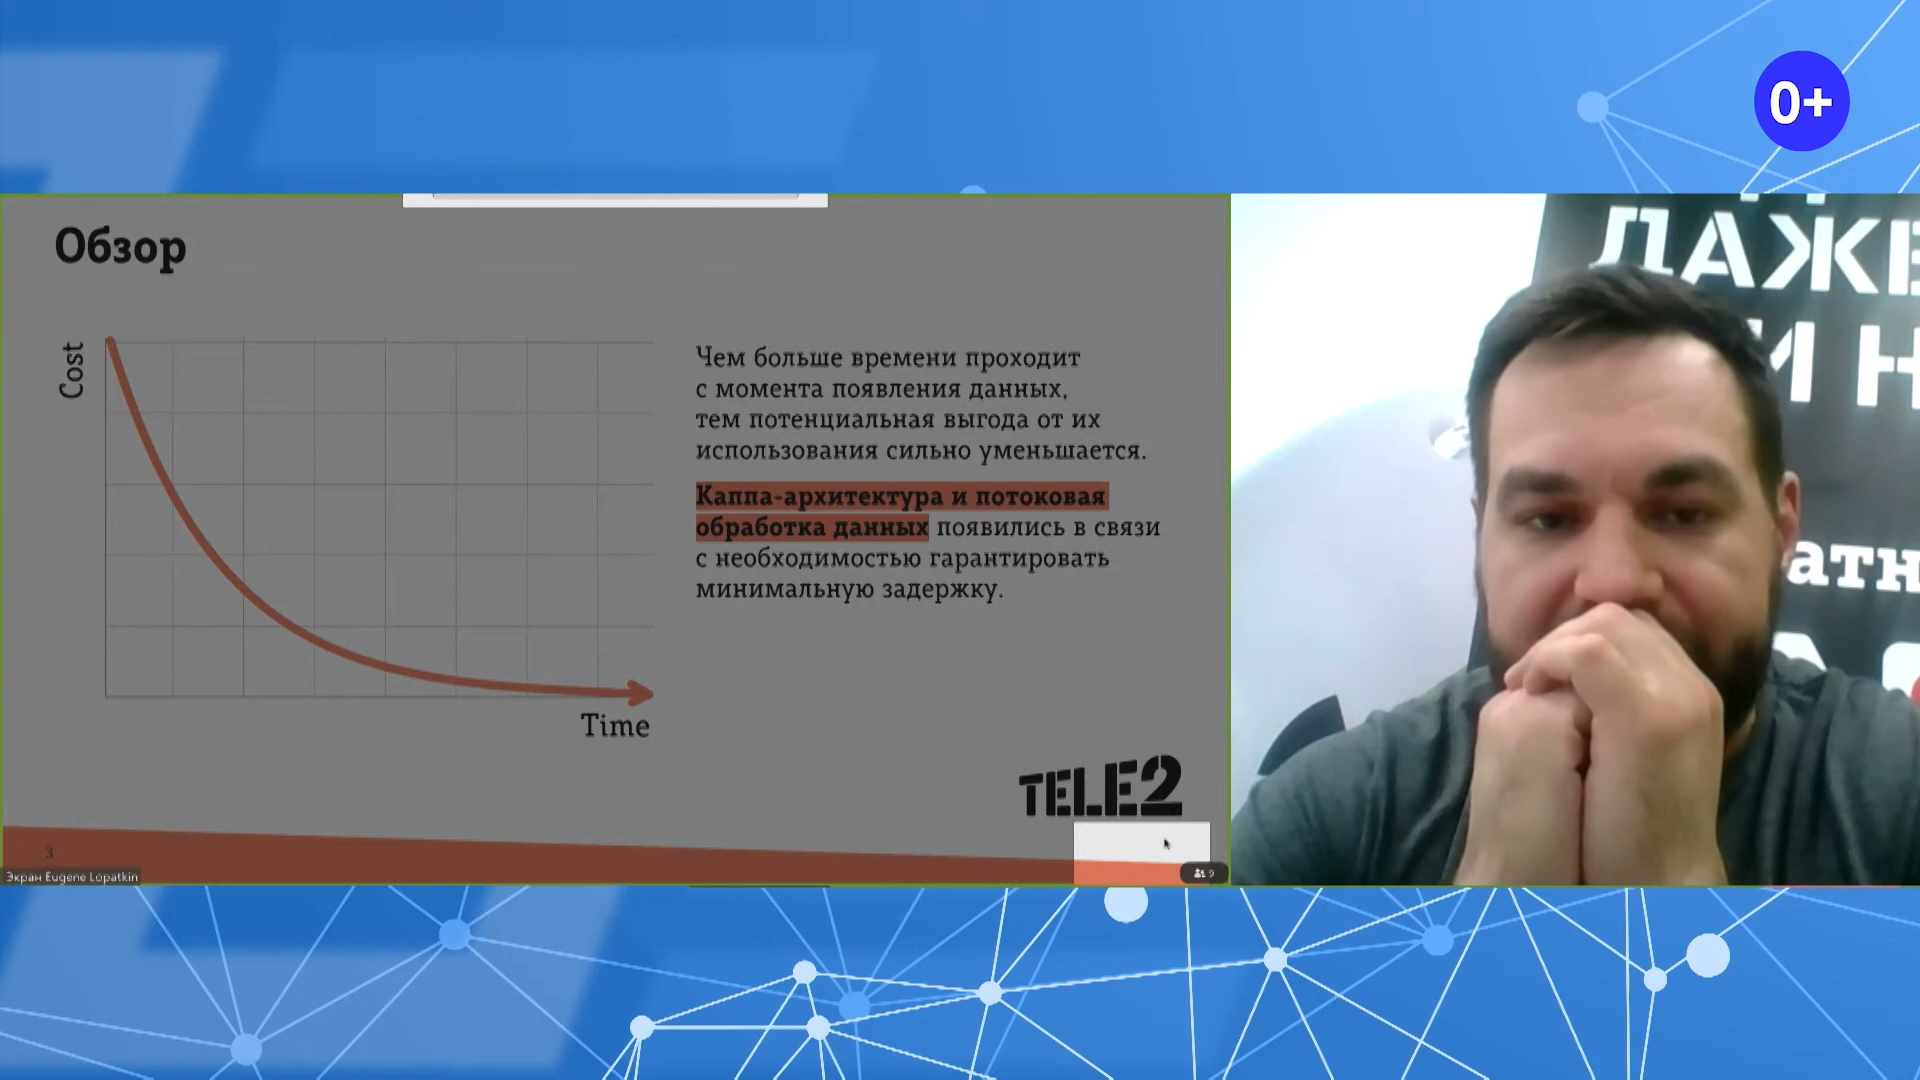 0+
Обзор
Cost
Чем больше времени проходит
с момента появления данных,
тем потенциальная выгода от их
использования сильно уменьшается.
Каппа-архитектура и потоковая
обработка данных появились в связи
с необходимостью гарантировать
минимальную задержку.
Time
TELE2
3
Экран Eugene Lopatkin
9
ДАЖЕ
И Н
атн